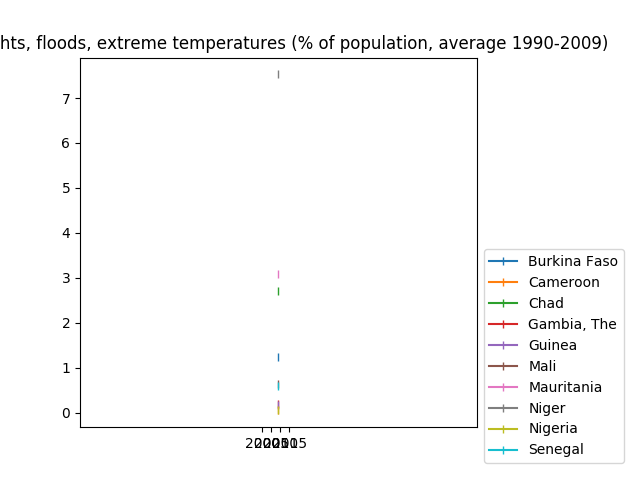 hts, floods, extreme temperatures (% of population, average 1990-2009)
7
6
5
4
3
2
1
0
Burkina Faso
Cameroon
Chad
Gambia, The
Guinea
Mali
Mauritania
Niger
Nigeria
Senegal